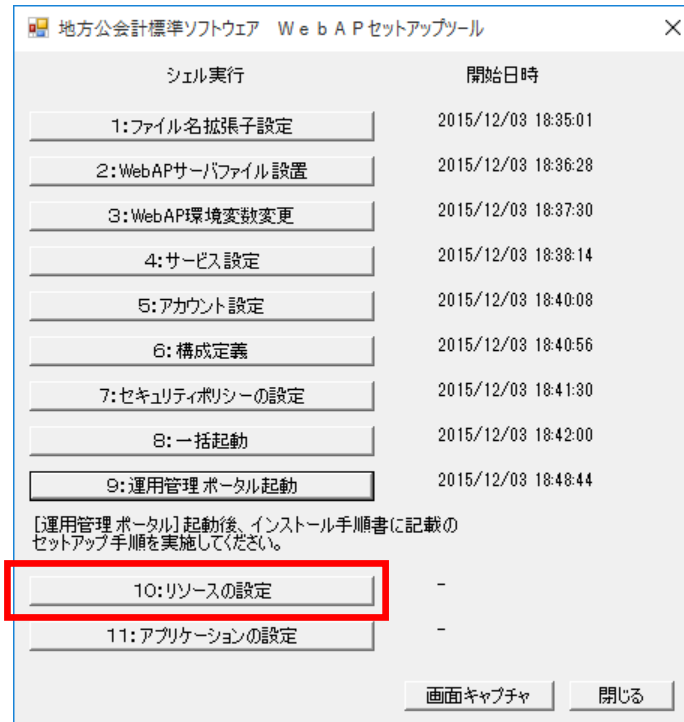 地方公会計標準ソフトウェア　ＷｅｂＡＰセットアップツール
シェル実行 開始日時
1:ファイル名拡張子設定 2015/12/03 18:35:01
2:WebAPサーバファイル設置 2015/12/03 18:36:28
3:WebAP環境変数変更 2015/12/03 18:37:30
4:サービス設定 2015/12/03 18:38:14
5:アカウント設定 2015/12/03 18:40:08
6:構成定義 2015/12/03 18:40:56
7:セキュリティポリシーの設定 2015/12/03 18:41:30
8:一括起動 2015/12/03 18:42:00
9:運用管理 ポータル起動 2015/12/03 18:48:44
[運用管理 ポータル] 起動後、インストール手順書に記載の
セットアップ手順を実施してください。
10:リソースの設定 -
11:アプリケーションの設定 -
画面キャプチャ 閉じる